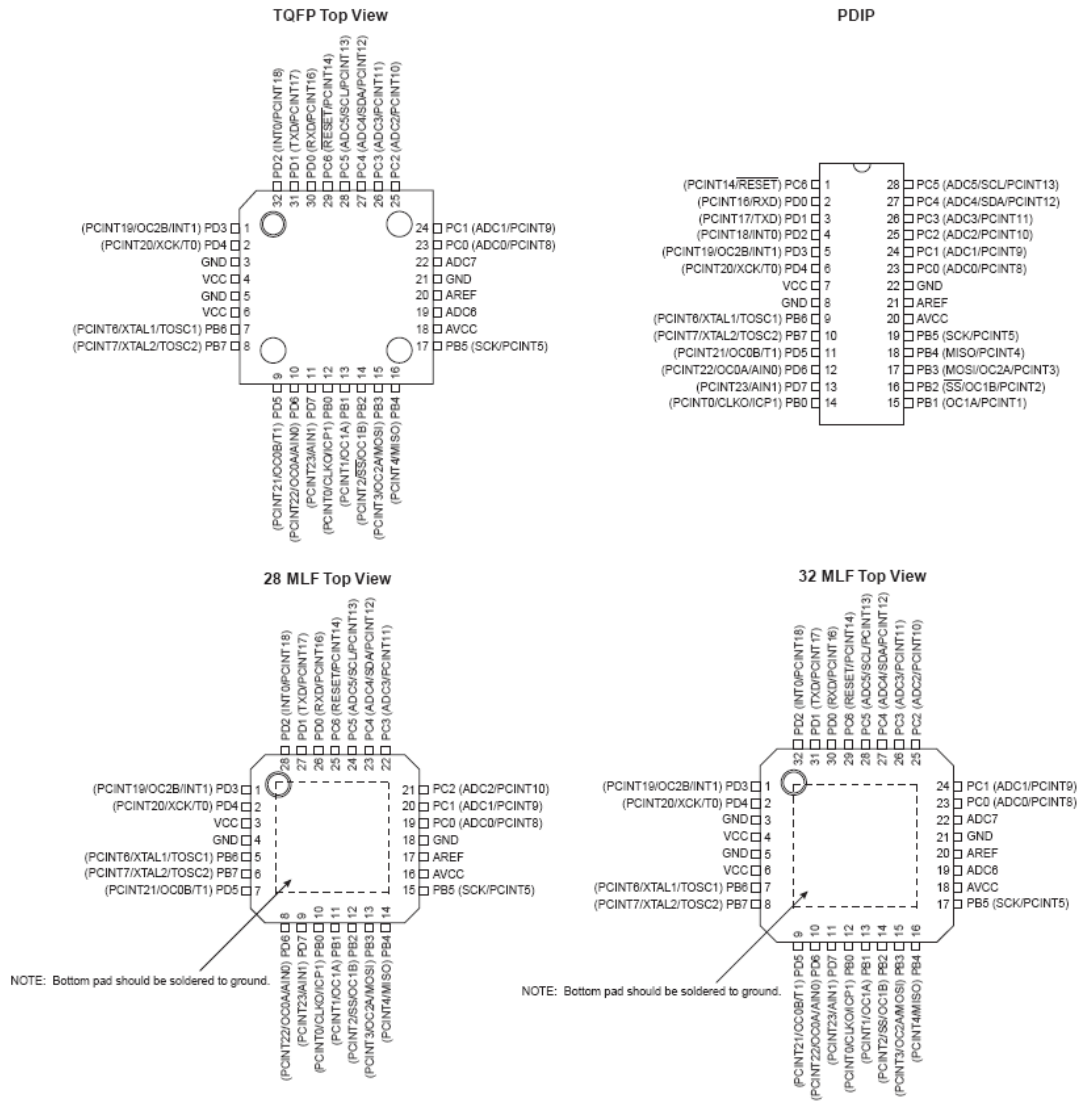 TQFP Top View
32 PD2 (INT0/PCINT18)
31 PD1 (TXD/PCINT17)
30 PD0 (RXD/PCINT16)
29 PC6 (RESET/PCINT14)
28 PC5 (ADC5/SCL/PCINT13)
27 PC4 (ADC4/SDA/PCINT12)
26 PC3 (ADC3/PCINT11)
25 PC2 (ADC2/PCINT10)
(PCINT19/OC2B/INT1) PD3 1
(PCINT20/XCK/T0) PD4 2
GND 3
VCC 4
GND 5
VCC 6
(PCINT6/XTAL1/TOSC1) PB6 7
(PCINT7/XTAL2/TOSC2) PB7 8
24 PC1 (ADC1/PCINT9)
23 PC0 (ADC0/PCINT8)
22 ADC7
21 GND
20 AREF
19 ADC6
18 AVCC
17 PB5 (SCK/PCINT5)
(PCINT21/OC0B/T1) PD5 9
(PCINT22/OC0A/AIN0) PD6 10
(PCINT23/AIN1) PD7 11
(PCINT0/CLKO/ICP1) PB0 12
(PCINT1/OC1A) PB1 13
(PCINT2/SS/OC1B) PB2 14
(PCINT3/OC2A/MOSI) PB3 15
(PCINT4/MISO) PB4 16
PDIP
(PCINT14/RESET) PC6 1
(PCINT16/RXD) PD0 2
(PCINT17/TXD) PD1 3
(PCINT18/INT0) PD2 4
(PCINT19/OC2B/INT1) PD3 5
(PCINT20/XCK/T0) PD4 6
VCC 7
GND 8
(PCINT6/XTAL1/TOSC1) PB6 9
(PCINT7/XTAL2/TOSC2) PB7 10
(PCINT21/OC0B/T1) PD5 11
(PCINT22/OC0A/AIN0) PD6 12
(PCINT23/AIN1) PD7 13
(PCINT0/CLKO/ICP1) PB0 14
28 PC5 (ADC5/SCL/PCINT13)
27 PC4 (ADC4/SDA/PCINT12)
26 PC3 (ADC3/PCINT11)
25 PC2 (ADC2/PCINT10)
24 PC1 (ADC1/PCINT9)
23 PC0 (ADC0/PCINT8)
22 GND
21 AREF
20 AVCC
19 PB5 (SCK/PCINT5)
18 PB4 (MISO/PCINT4)
17 PB3 (MOSI/OC2A/PCINT3)
16 PB2 (SS/OC1B/PCINT2)
15 PB1 (OC1A/PCINT1)
28 MLF Top View
28 PD2 (INT0/PCINT18)
27 PD1 (TXD/PCINT17)
26 PD0 (RXD/PCINT16)
25 PC6 (RESET/PCINT14)
24 PC5 (ADC5/SCL/PCINT13)
23 PC4 (ADC4/SDA/PCINT12)
22 PC3 (ADC3/PCINT11)
(PCINT19/OC2B/INT1) PD3 1
(PCINT20/XCK/T0) PD4 2
VCC 3
GND 4
(PCINT6/XTAL1/TOSC1) PB6 5
(PCINT7/XTAL2/TOSC2) PB7 6
(PCINT21/OC0B/T1) PD5 7
21 PC2 (ADC2/PCINT10)
20 PC1 (ADC1/PCINT9)
19 PC0 (ADC0/PCINT8)
18 GND
17 AREF
16 AVCC
15 PB5 (SCK/PCINT5)
(PCINT22/OC0A/AIN0) PD6 8
(PCINT23/AIN1) PD7 9
(PCINT0/CLKO/ICP1) PB0 10
(PCINT1/OC1A) PB1 11
(PCINT2/SS/OC1B) PB2 12
(PCINT3/OC2A/MOSI) PB3 13
(PCINT4/MISO) PB4 14
NOTE: Bottom pad should be soldered to ground.
32 MLF Top View
32 PD2 (INT0/PCINT18)
31 PD1 (TXD/PCINT17)
30 PD0 (RXD/PCINT16)
29 PC6 (RESET/PCINT14)
28 PC5 (ADC5/SCL/PCINT13)
27 PC4 (ADC4/SDA/PCINT12)
26 PC3 (ADC3/PCINT11)
25 PC2 (ADC2/PCINT10)
(PCINT19/OC2B/INT1) PD3 1
(PCINT20/XCK/T0) PD4 2
GND 3
VCC 4
GND 5
VCC 6
(PCINT6/XTAL1/TOSC1) PB6 7
(PCINT7/XTAL2/TOSC2) PB7 8
24 PC1 (ADC1/PCINT9)
23 PC0 (ADC0/PCINT8)
22 ADC7
21 GND
20 AREF
19 ADC6
18 AVCC
17 PB5 (SCK/PCINT5)
(PCINT21/OC0B/T1) PD5 9
(PCINT22/OC0A/AIN0) PD6 10
(PCINT23/AIN1) PD7 11
(PCINT0/CLKO/ICP1) PB0 12
(PCINT1/OC1A) PB1 13
(PCINT2/SS/OC1B) PB2 14
(PCINT3/OC2A/MOSI) PB3 15
(PCINT4/MISO) PB4 16
NOTE: Bottom pad should be soldered to ground.